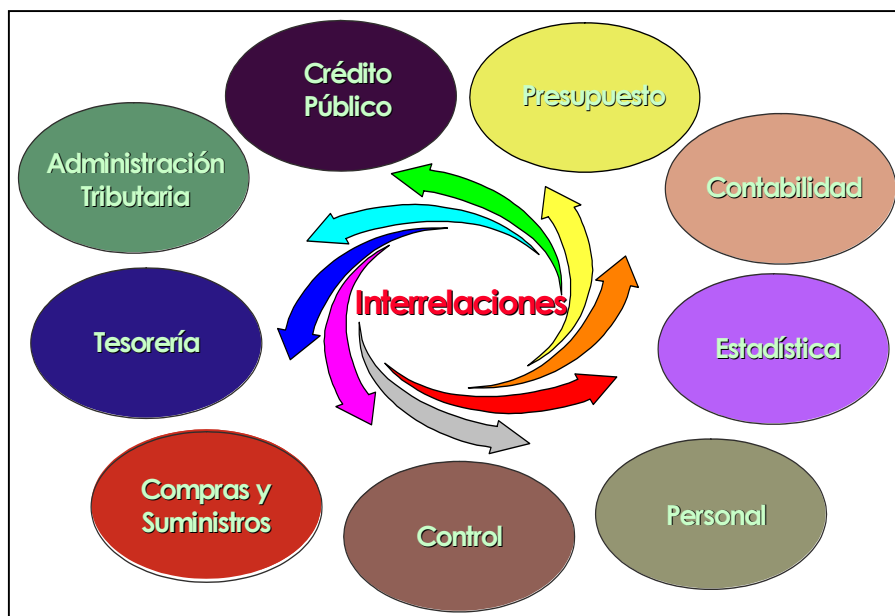 Crédito
Público
Presupuesto
Administración
Tributaria
Contabilidad
Interrelaciones
Tesorería
Estadística
Compras y
Suministros
Control
Personal